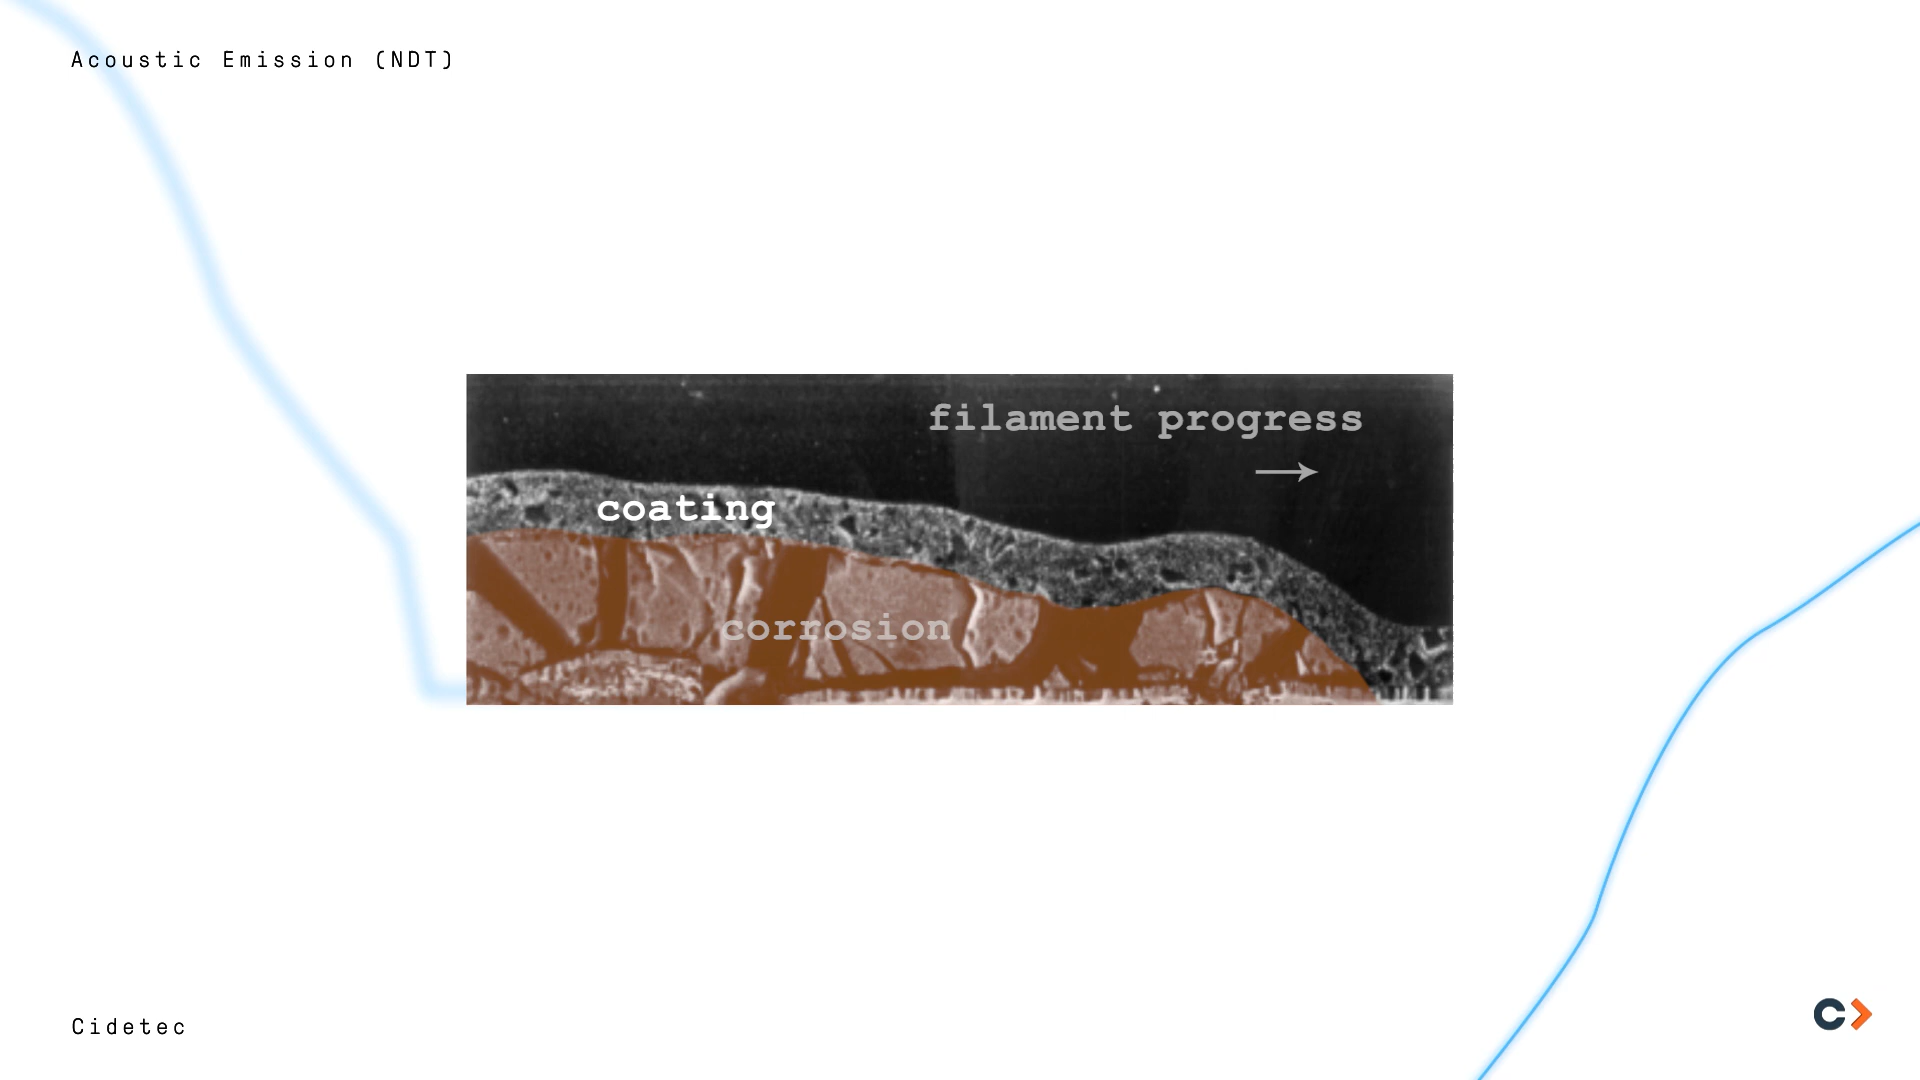 Acoustic Emission (NDT)
filament progress
coating
corrosion
Cidetec